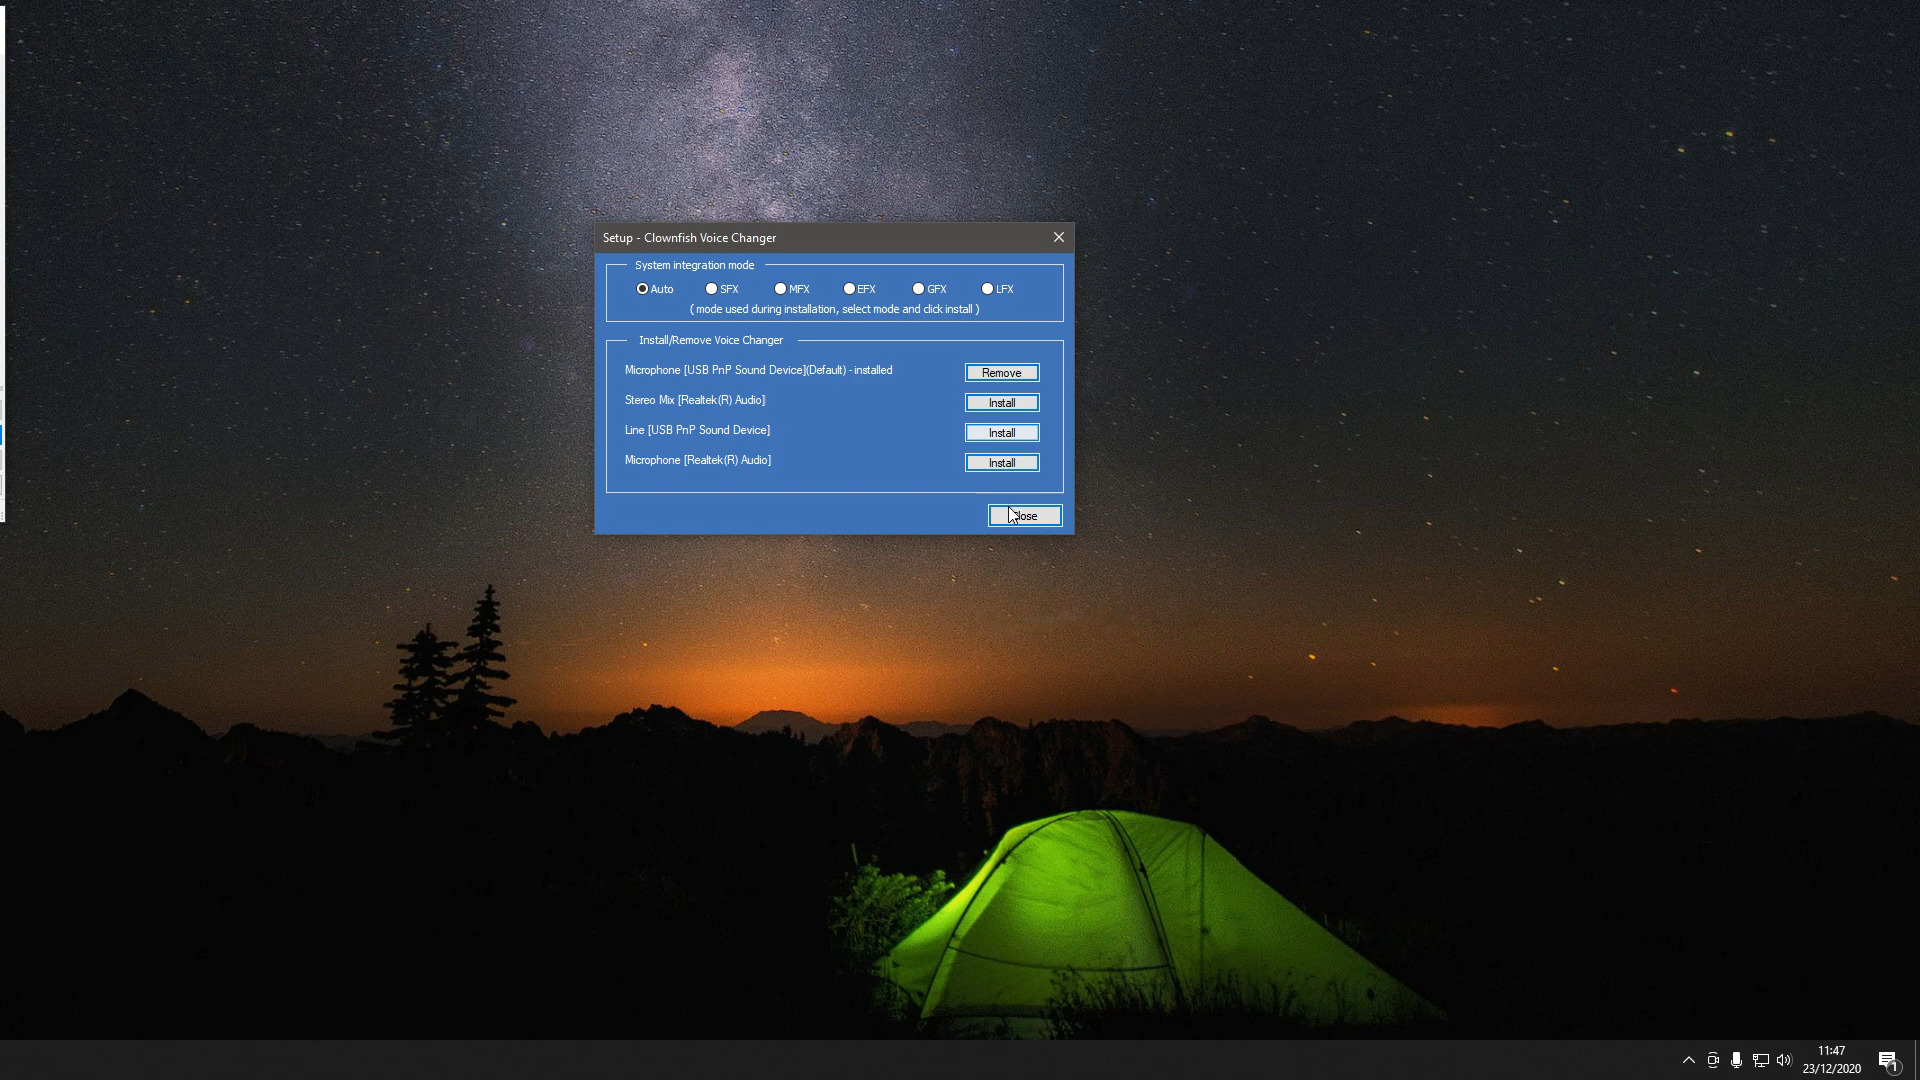 Setup - Clownfish Voice Changer
System integration mode
Auto SFX MFX EFX GFX LFX
( mode used during installation, select mode and click install )
Install/Remove Voice Changer
Microphone [USB PnP Sound Device](Default) - installed Remove
Stereo Mix [Realtek(R) Audio] Install
Line [USB PnP Sound Device] Install
Microphone [Realtek(R) Audio] Install
Close
11:47
23/12/2020
1